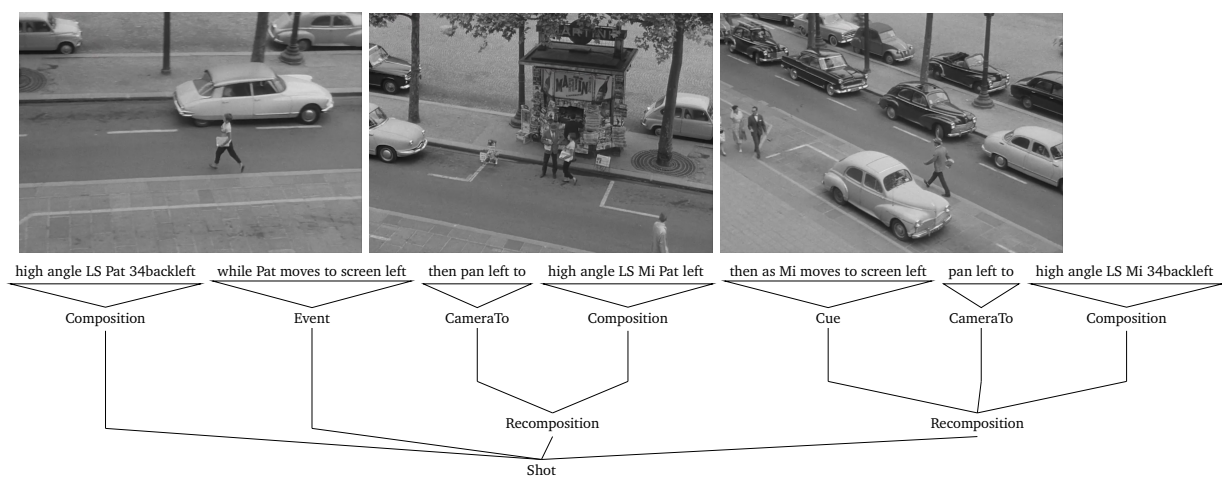 MARTINI
MARTINI
high angle LS Pat 34backleft while Pat moves to screen left then pan left to high angle LS Mi Pat left then as Mi moves to screen left pan left to high angle LS Mi 34backleft
Composition Event CameraTo Composition Cue CameraTo Composition
Recomposition Recomposition
Shot